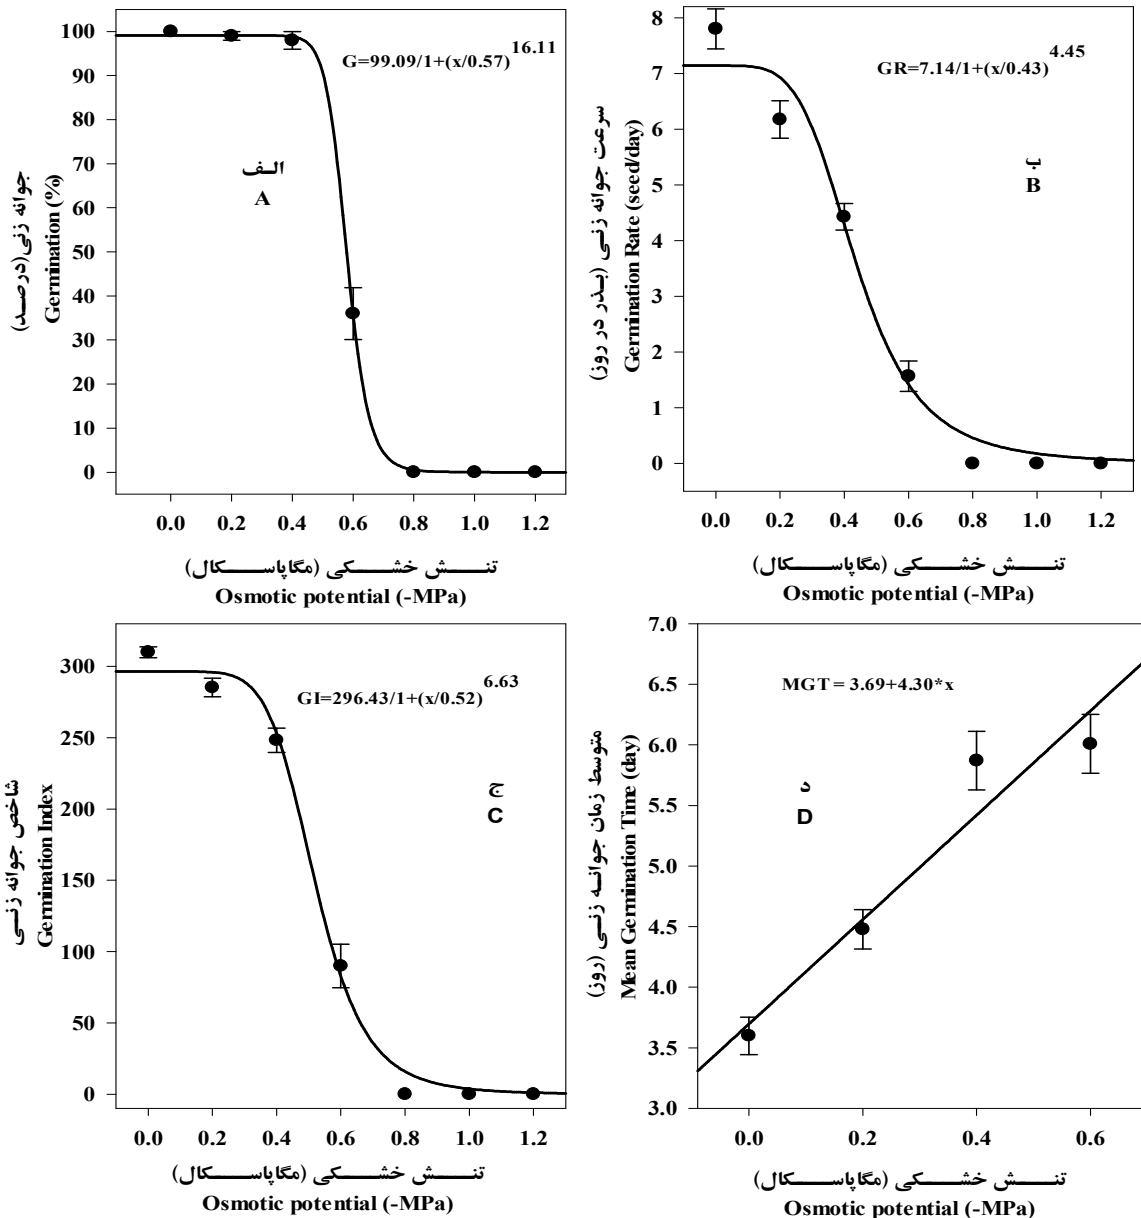 100
90
80
70
60
50
40
30
20
10
0
جوانه زنی(درصد)
Germination (%)
G=99.09/1+(x/0.57)16.11
الف
A
0.0 0.2 0.4 0.6 0.8 1.0 1.2
تنش خشکی (مگاپاسکال)
Osmotic potential (-MPa)
8
7
6
5
4
3
2
1
0
سرعت جوانه زنی (بذر در روز)
Germination Rate (seed/day)
GR=7.14/1+(x/0.43)4.45
ب
B
0.0 0.2 0.4 0.6 0.8 1.0 1.2
تنش خشکی (مگاپاسکال)
Osmotic potential (-MPa)
300
250
200
150
100
50
0
شاخص جوانه زنی
Germination Index
GI=296.43/1+(x/0.52)6.63
ج
C
0.0 0.2 0.4 0.6 0.8 1.0 1.2
تنش خشکی (مگاپاسکال)
Osmotic potential (-MPa)
7.0
6.5
6.0
5.5
5.0
4.5
4.0
3.5
3.0
متوسط زمان جوانه زنی (روز)
Mean Germination Time (day)
MGT = 3.69+4.30*x
د
D
0.0 0.2 0.4 0.6
تنش خشکی (مگاپاسکال)
Osmotic potential (-MPa)